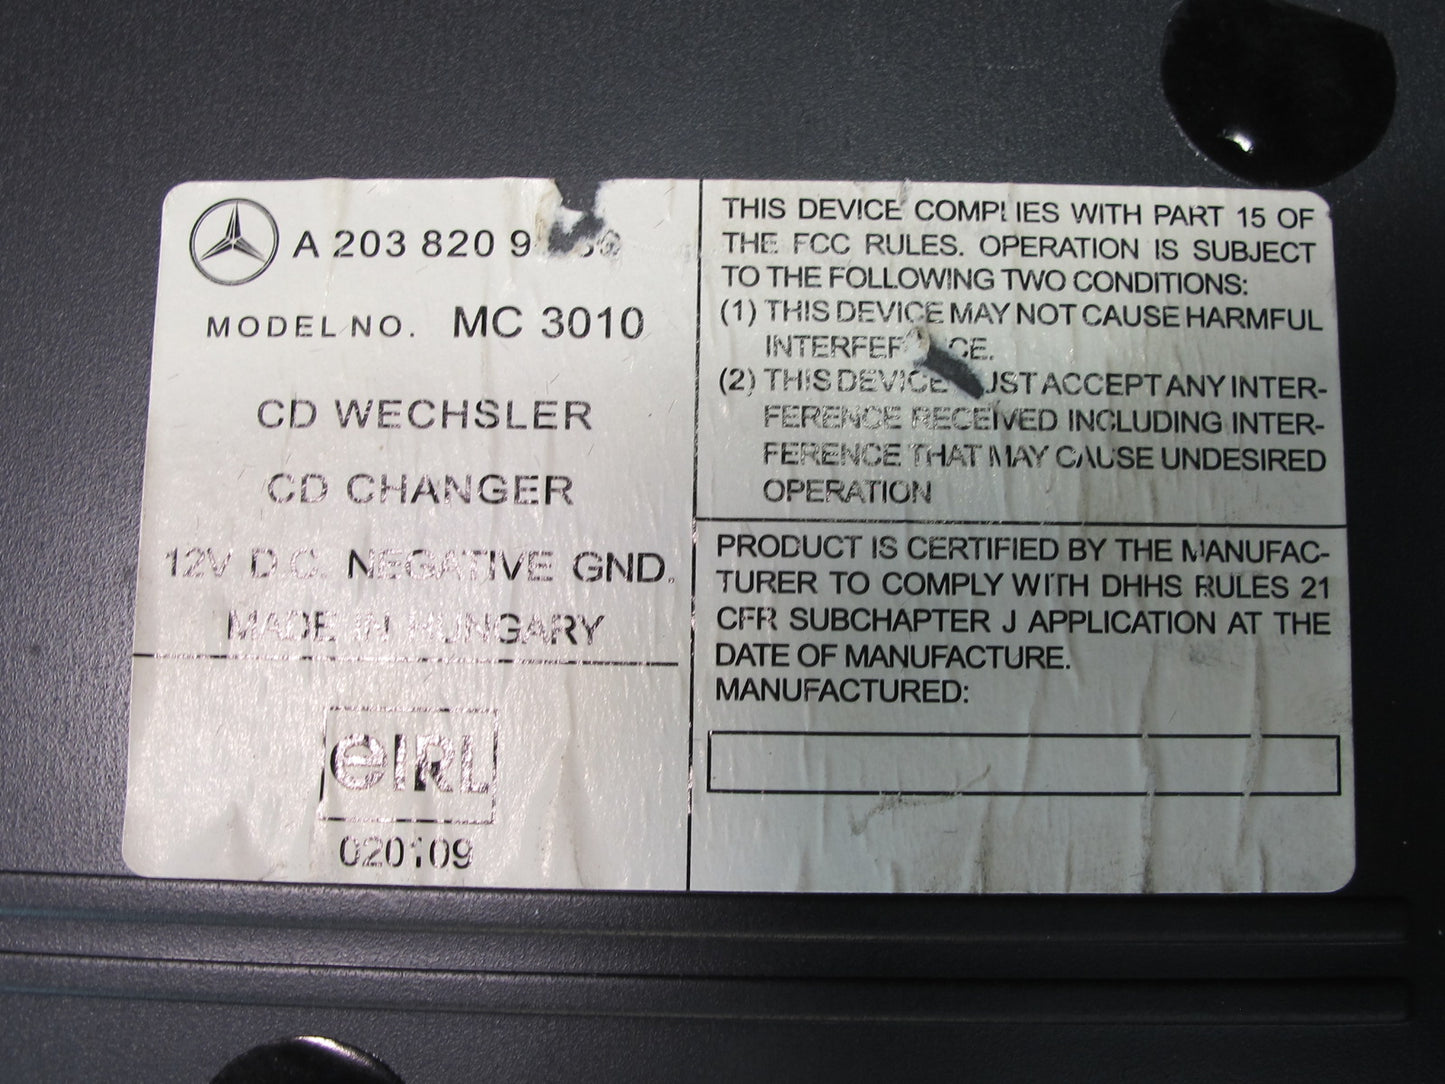 A 203 820 9
MODEL NO. MC 3010
CD WECHSLER
CD CHANGER
12V D.C. NEGATIVE GND.
MADE IN HUNGARY
eIRL
020109
THIS DEVICE COMPLIES WITH PART 15 OF
THE FCC RULES. OPERATION IS SUBJECT
TO THE FOLLOWING TWO CONDITIONS:
(1) THIS DEVICE MAY NOT CAUSE HARMFUL
INTERFERENCE.
(2) THIS DEVICE MUST ACCEPT ANY INTER-
FERENCE RECEIVED INCLUDING INTER-
FERENCE THAT MAY CAUSE UNDESIRED
OPERATION
PRODUCT IS CERTIFIED BY THE MANUFAC-
TURER TO COMPLY WITH DHHS RULES 21
CFR SUBCHAPTER J APPLICATION AT THE
DATE OF MANUFACTURE.
MANUFACTURED: